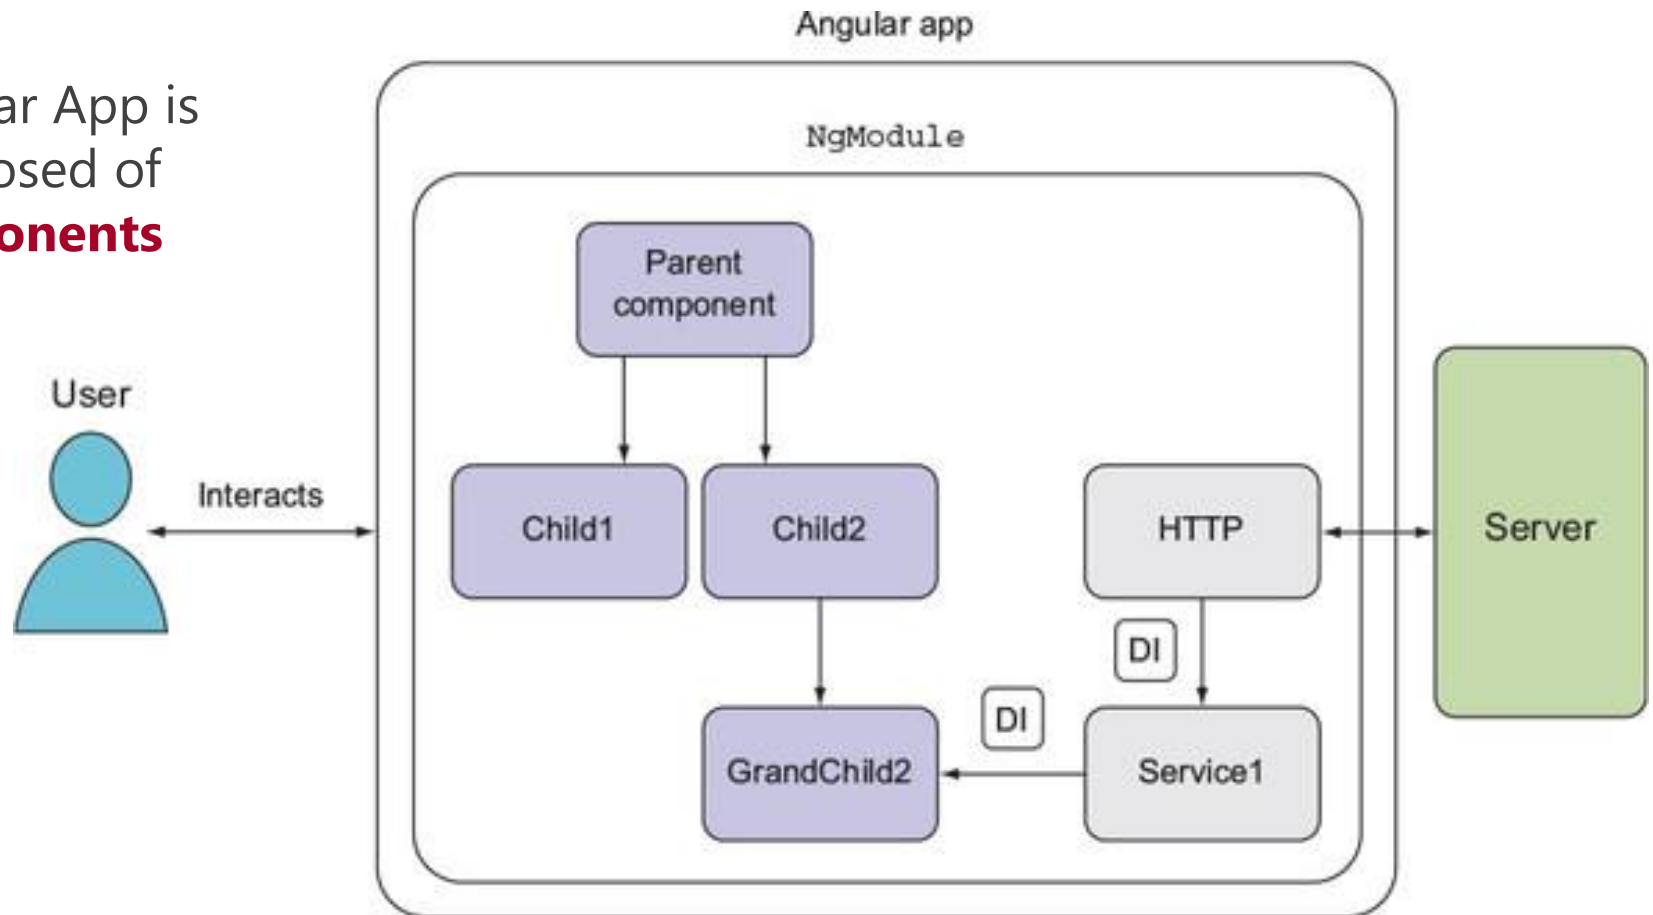 Angular app
ar App is
osed of
onents
NgModule
Parent
component
User
Interacts
Child1
Child2
HTTP
Server
DI
DI
GrandChild2
Service1